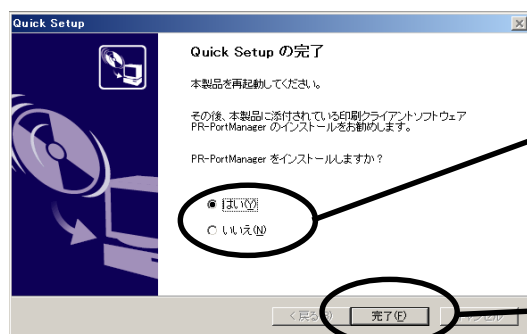 Quick Setup
Quick Setup の完了
本製品を再起動してください。
その後、本製品に添付されている印刷クライアントソフトウェア
PR-PortManager のインストールをお勧めします。
PR-PortManager をインストールしますか？
はい(Y)
いいえ(N)
< 戻る 完了(F)